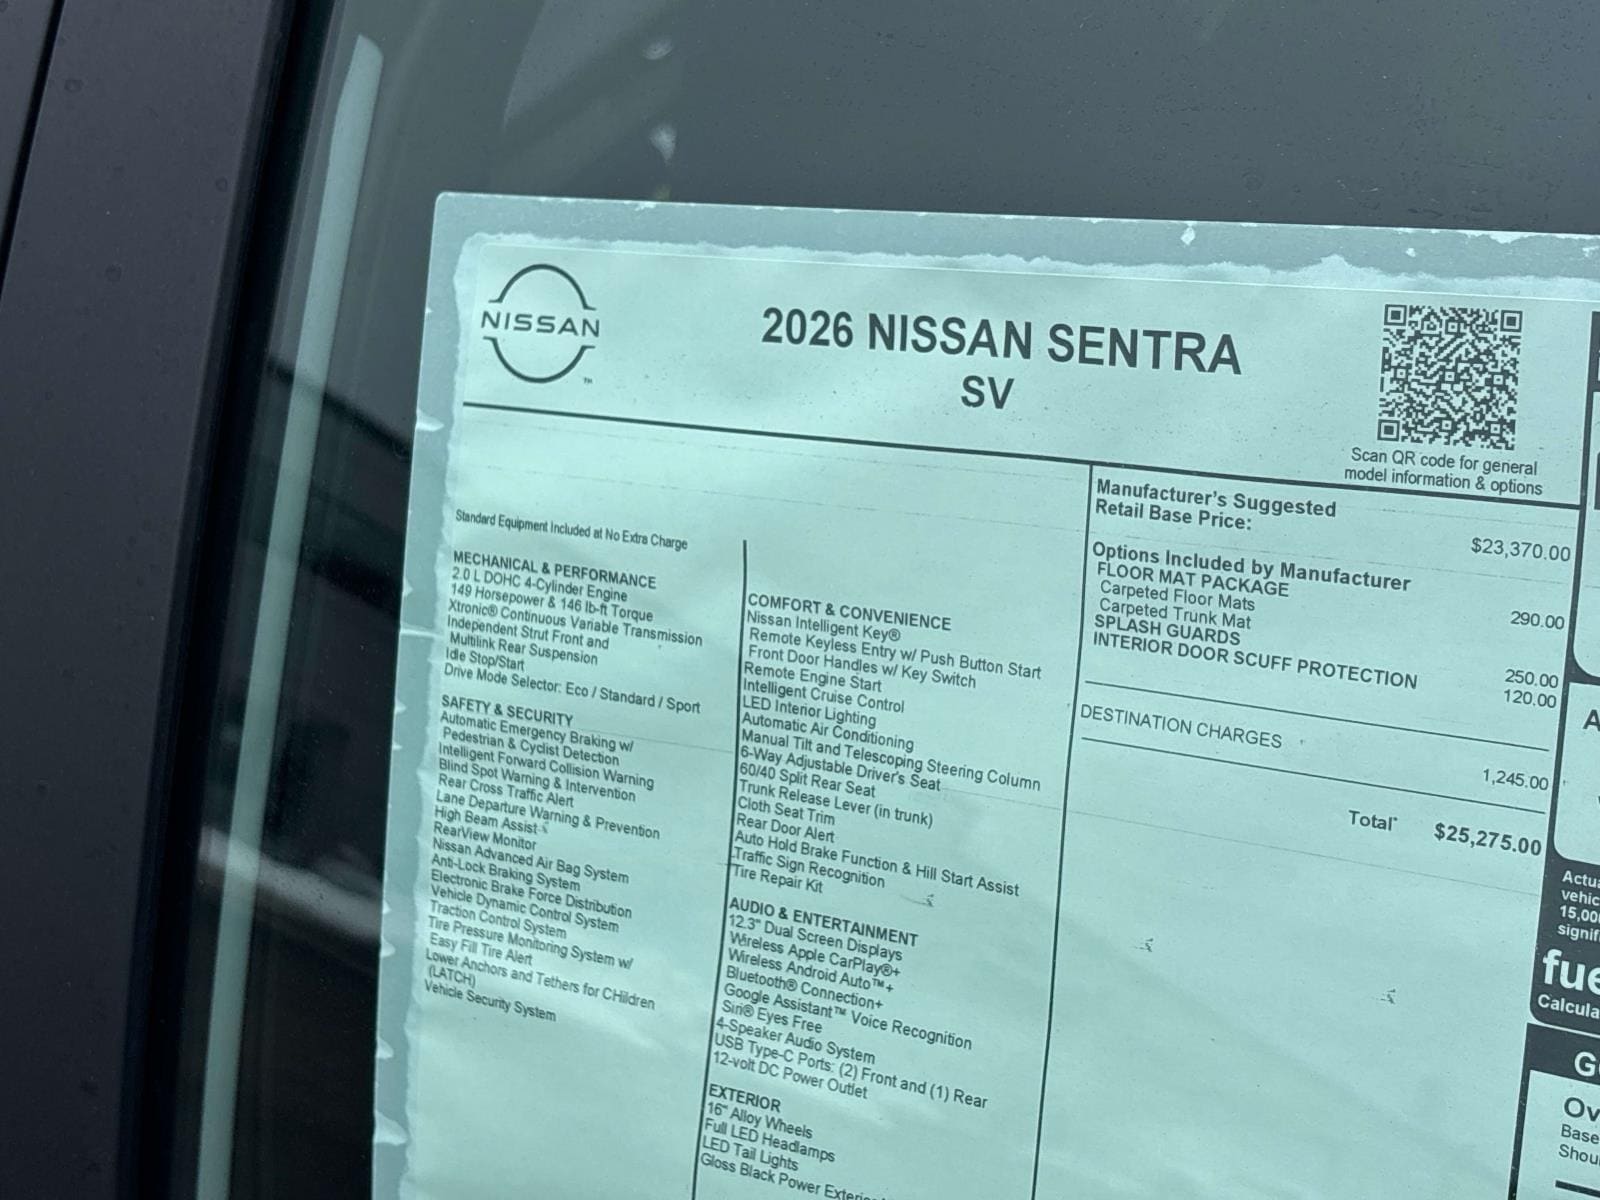 NISSAN
™
2026 NISSAN SENTRA
SV
Scan QR code for general
model information & options
Standard Equipment Included at No Extra Charge
MECHANICAL & PERFORMANCE
2.0 L DOHC 4-Cylinder Engine
149 Horsepower & 146 lb-ft Torque
Xtronic® Continuous Variable Transmission
Independent Strut Front and
Multilink Rear Suspension
Idle Stop/Start
Drive Mode Selector: Eco / Standard / Sport
SAFETY & SECURITY
Automatic Emergency Braking w/
Pedestrian & Cyclist Detection
Intelligent Forward Collision Warning
Blind Spot Warning & Intervention
Rear Cross Traffic Alert
Lane Departure Warning & Prevention
High Beam Assist
RearView Monitor
Nissan Advanced Air Bag System
Anti-Lock Braking System
Electronic Brake Force Distribution
Vehicle Dynamic Control System
Traction Control System
Tire Pressure Monitoring System w/
Easy Fill Tire Alert
Lower Anchors and Tethers for CHildren
(LATCH)
Vehicle Security System
COMFORT & CONVENIENCE
Nissan Intelligent Key®
Remote Keyless Entry w/ Push Button Start
Front Door Handles w/ Key Switch
Remote Engine Start
Intelligent Cruise Control
LED Interior Lighting
Automatic Air Conditioning
Manual Tilt and Telescoping Steering Column
6-Way Adjustable Driver's Seat
60/40 Split Rear Seat
Trunk Release Lever (in trunk)
Cloth Seat Trim
Rear Door Alert
Auto Hold Brake Function & Hill Start Assist
Traffic Sign Recognition
Tire Repair Kit
AUDIO & ENTERTAINMENT
12.3" Dual Screen Displays
Wireless Apple CarPlay®+
Wireless Android Auto™+
Bluetooth® Connection+
Google Assistant™ Voice Recognition
Siri® Eyes Free
4-Speaker Audio System
USB Type-C Ports: (2) Front and (1) Rear
12-volt DC Power Outlet
EXTERIOR
16" Alloy Wheels
Full LED Headlamps
LED Tail Lights
Gloss Black Power
Manufacturer's Suggested
Retail Base Price: $23,370.00
Options Included by Manufacturer
FLOOR MAT PACKAGE 290.00
Carpeted Floor Mats
Carpeted Trunk Mat
SPLASH GUARDS 250.00
INTERIOR DOOR SCUFF PROTECTION 120.00
DESTINATION CHARGES 1,245.00
Total* $25,275.00